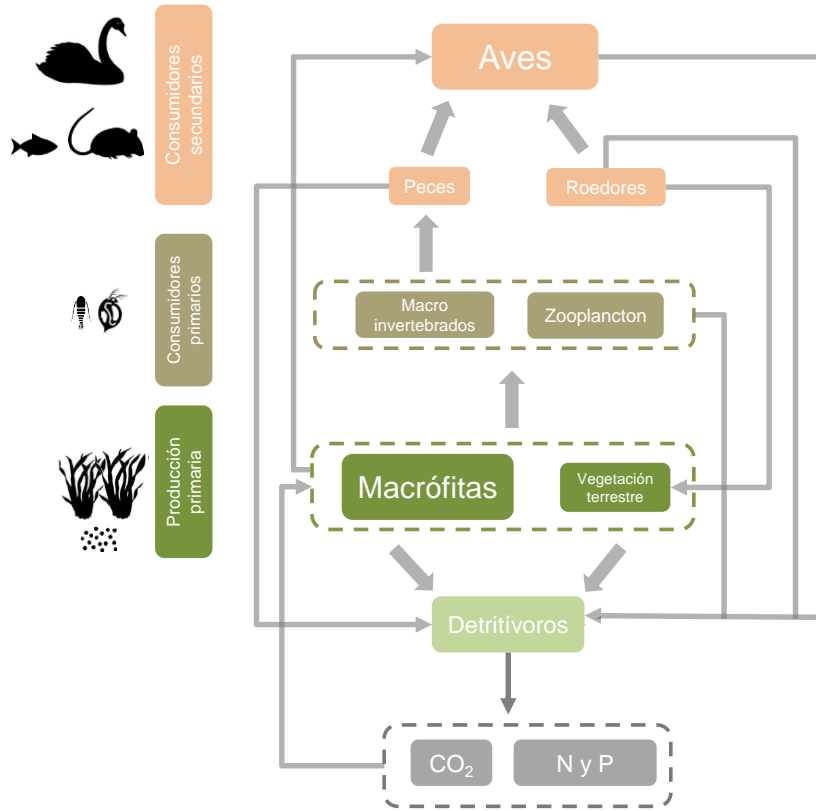 Consumidores
secundarios
Aves
Peces
Roedores
Consumidores
primarios
Macro
invertebrados
Zooplancton
Producción
primaria
Macrófitas
Vegetación
terrestre
Detritívoros
CO₂
N y P